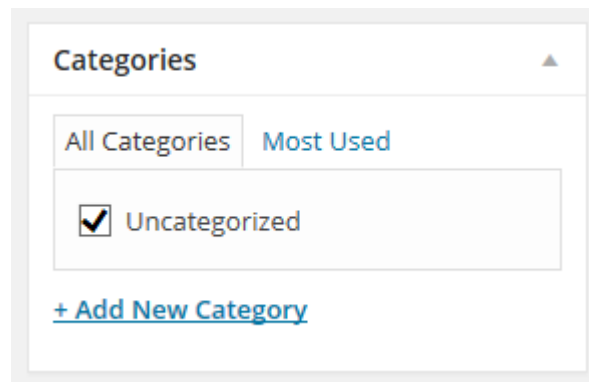 Categories
All Categories Most Used
Uncategorized
+ Add New Category